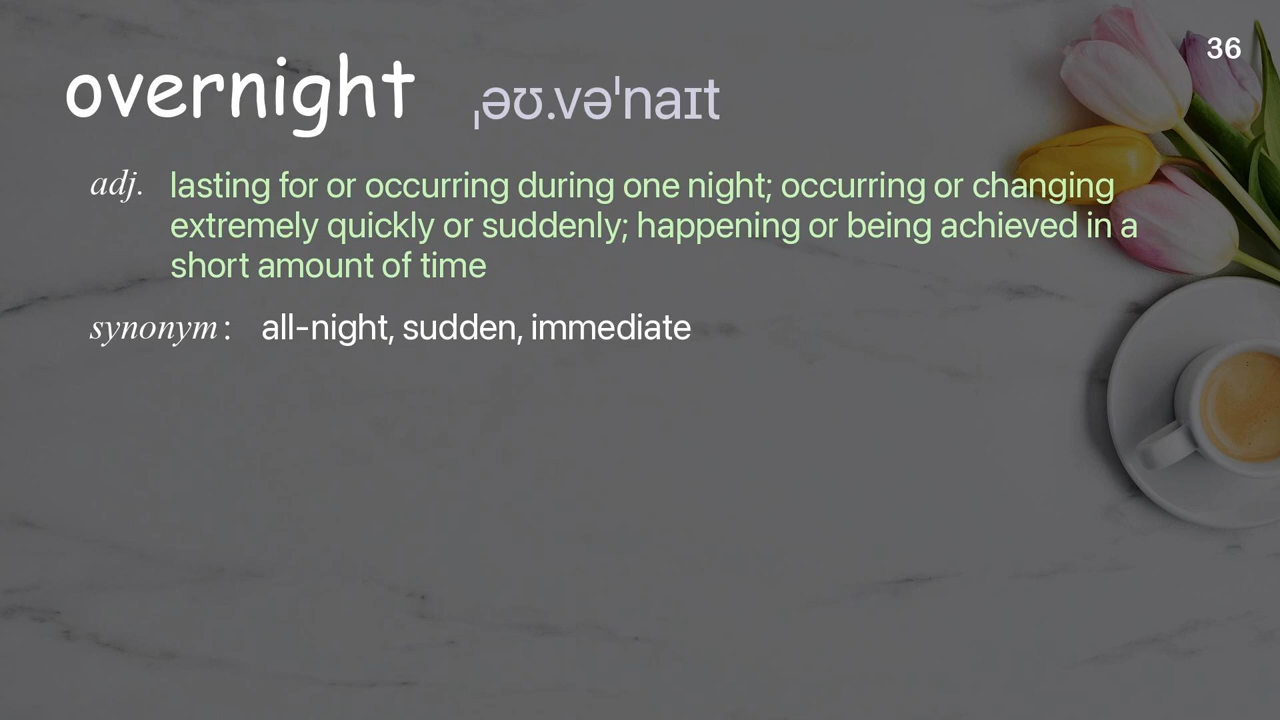 36
overnight ˌəʊ.vəˈnaɪt
adj. lasting for or occurring during one night; occurring or changing
extremely quickly or suddenly; happening or being achieved in a
short amount of time
synonym: all-night, sudden, immediate